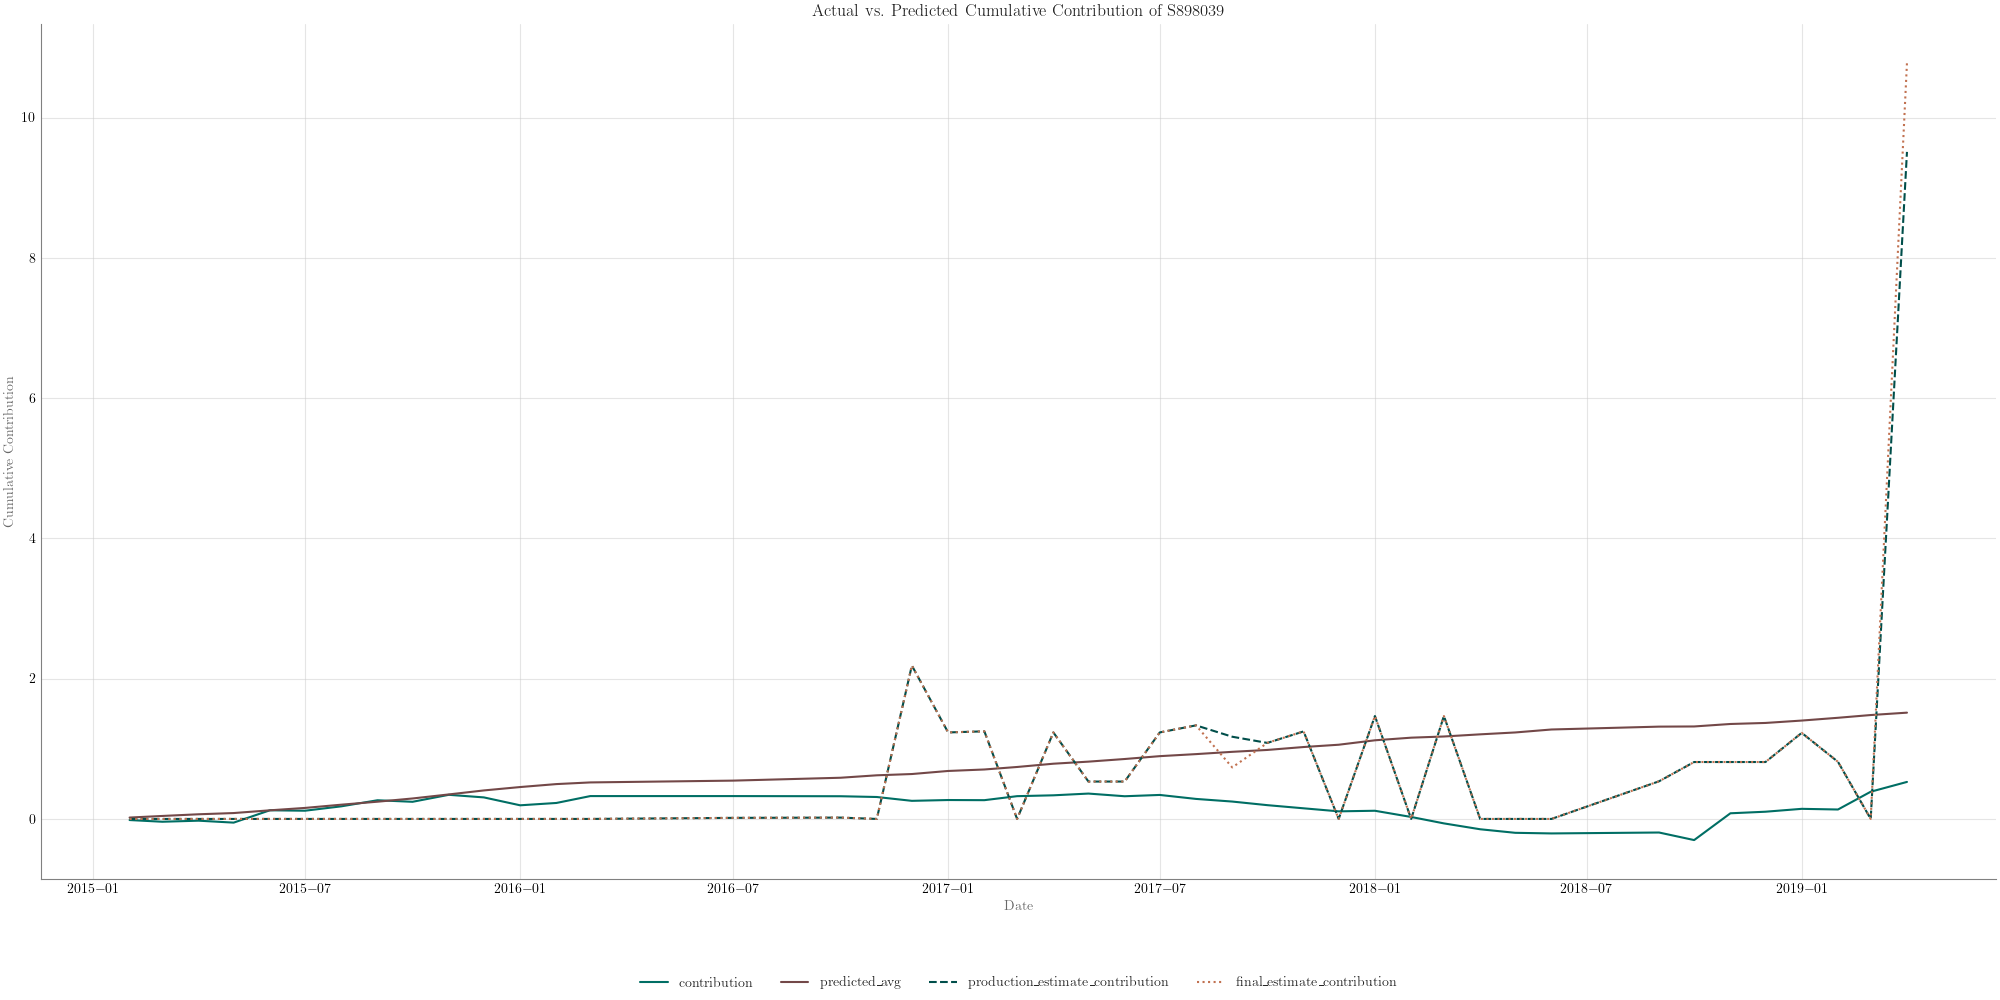 Actual vs. Predicted Cumulative Contribution of S898039
Cumulative Contribution
10
8
6
4
2
0
2015−01
2015−07
2016−01
2016−07
2017−01
2017−07
2018−01
2018−07
2019−01
Date
contribution
predicted_avg
production_estimate_contribution
final_estimate_contribution